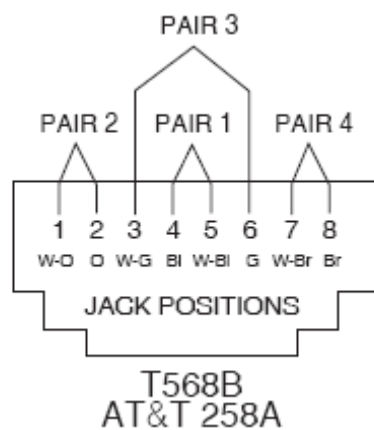 PAIR 3
PAIR 2 PAIR 1 PAIR 4
1 2 3 4 5 6 7 8
W-O O W-G Bl W-Bl G W-Br Br
JACK POSITIONS
T568B
AT&T 258A